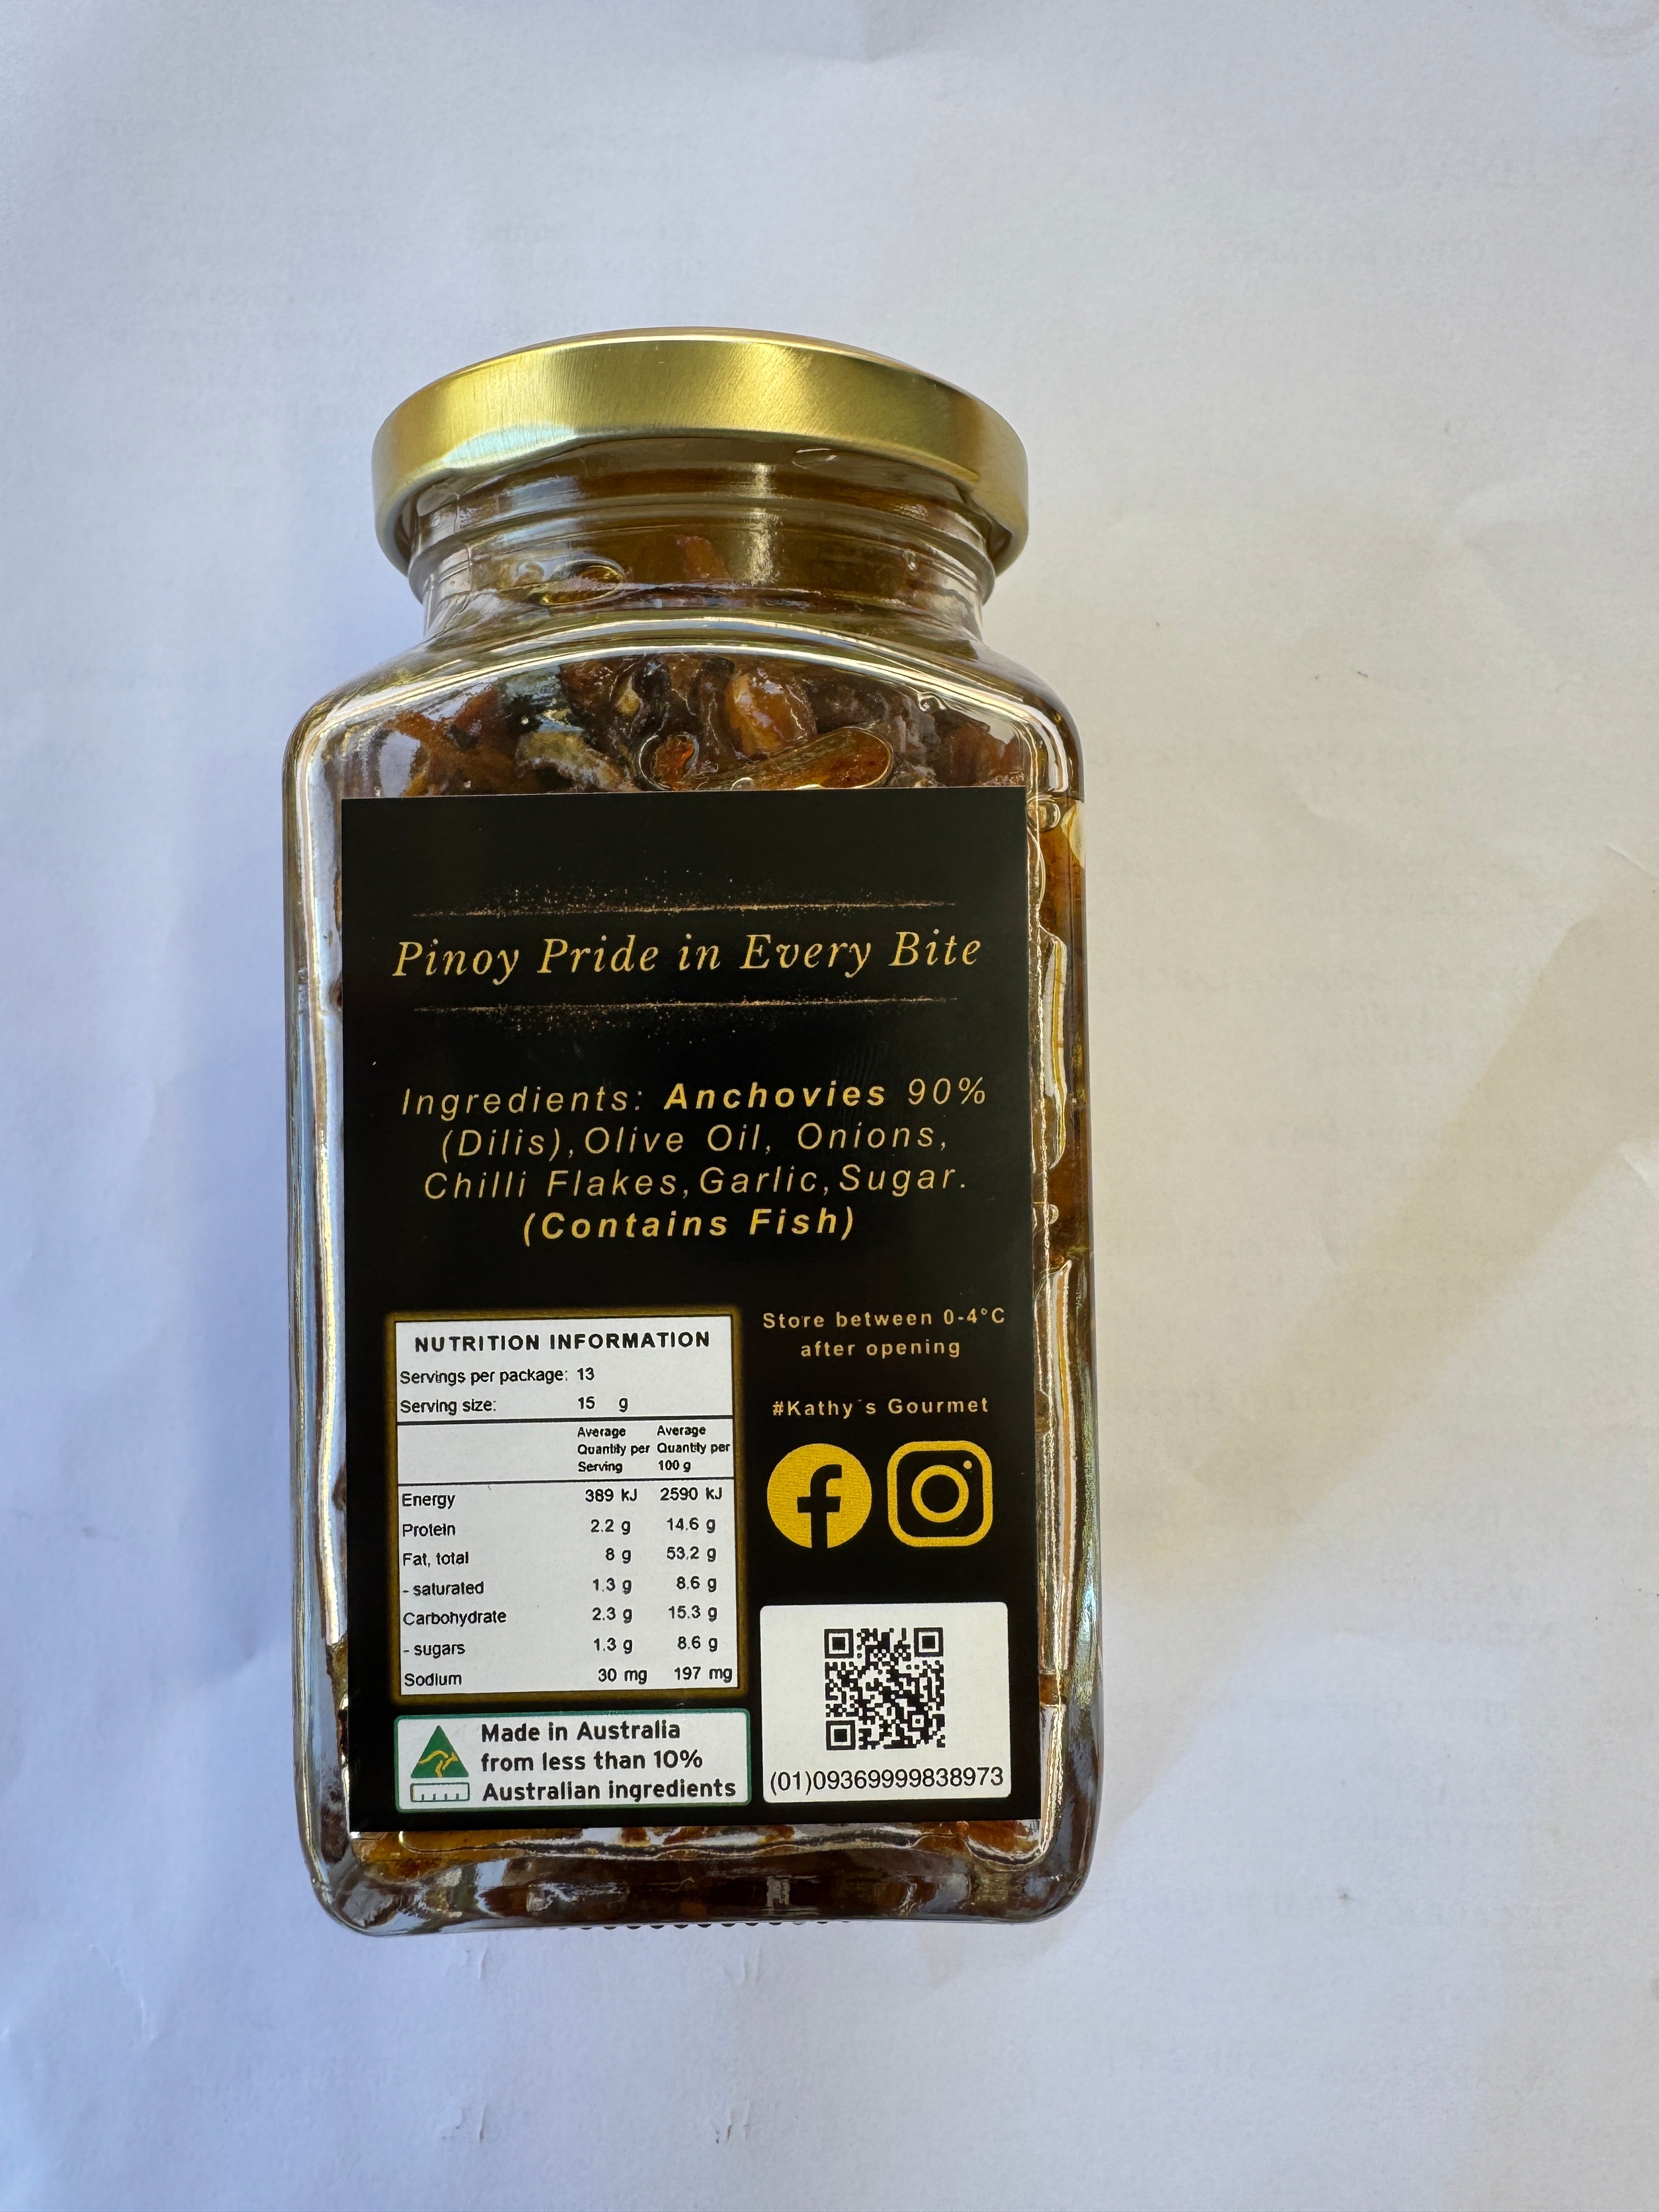 Pinoy Pride in Every Bite
Ingredients: Anchovies 90%
(Dilis),Olive Oil, Onions,
Chilli Flakes,Garlic,Sugar.
(Contains Fish)
NUTRITION INFORMATION
Servings per package: 13
Serving size: 15 g
Average Quantity per Serving Average Quantity per 100 g
Energy 389 kJ 2590 kJ
Protein 2.2 g 14.6 g
Fat, total 8 g 53.2 g
- saturated 1.3 g 8.6 g
Carbohydrate 2.3 g 15.3 g
- sugars 1.3 g 8.6 g
Sodium 30 mg 197 mg
Made in Australia
from less than 10%
Australian ingredients
Store between 0-4°C
after opening
#Kathy´s Gourmet
(01)09369999838973